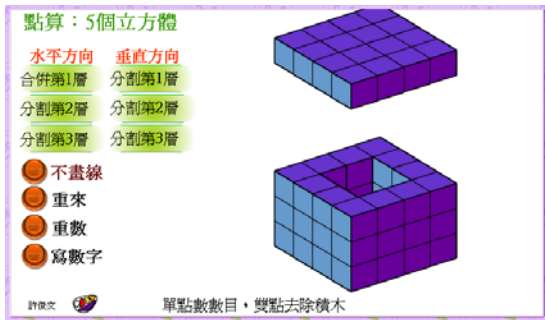 點算：5個立方體
水平方向 垂直方向
合併第1層 分割第1層
分割第2層 分割第2層
分割第3層 分割第3層
不畫線
重來
重數
寫數字
許俊文
單點數數目，雙點去除積木